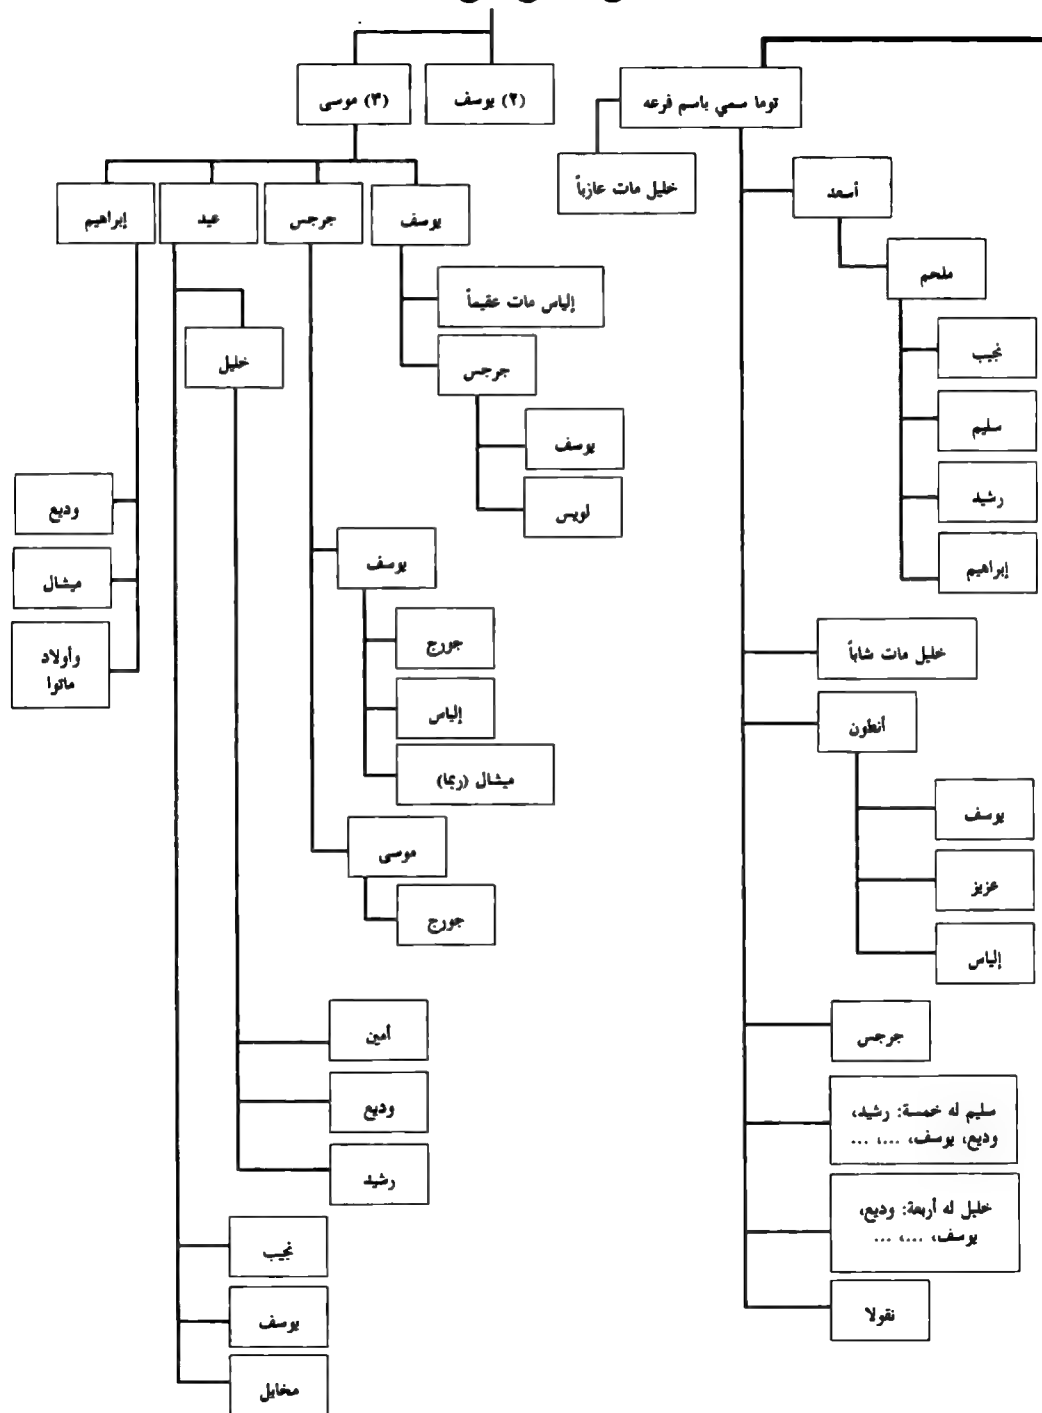 توما سمي باسم فرعه
خليل مات عازباً
أسعد
ملحم
نجيب
سليم
رشيد
إبراهيم
خليل مات شاباً
أنطون
يوسف
عزيز
إلياس
جرجس
سليم له خمسة: رشيد،
وديع، يوسف، ...، ...
خليل له أربعة: وديع،
يوسف، ...، ...
نقولا
(٢) يوسف
(٣) موسى
يوسف
إلياس مات عقيماً
جرجس
يوسف
لويس
جرجس
يوسف
جورج
إلياس
ميشال (ربما)
موسى
جورج
عيد
خليل
أمين
وديع
رشيد
نجيب
يوسف
مخايل
إبراهيم
وديع
ميشال
وأولاد
ماتوا